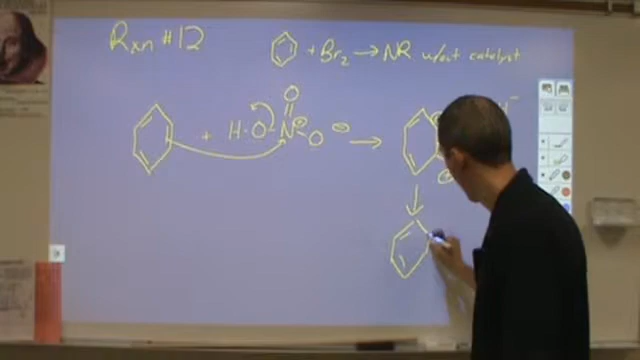 Rxn #12
+ Br2 → NR w/out catalyst
+ H-O-N-O ⊖ →
O
⊕